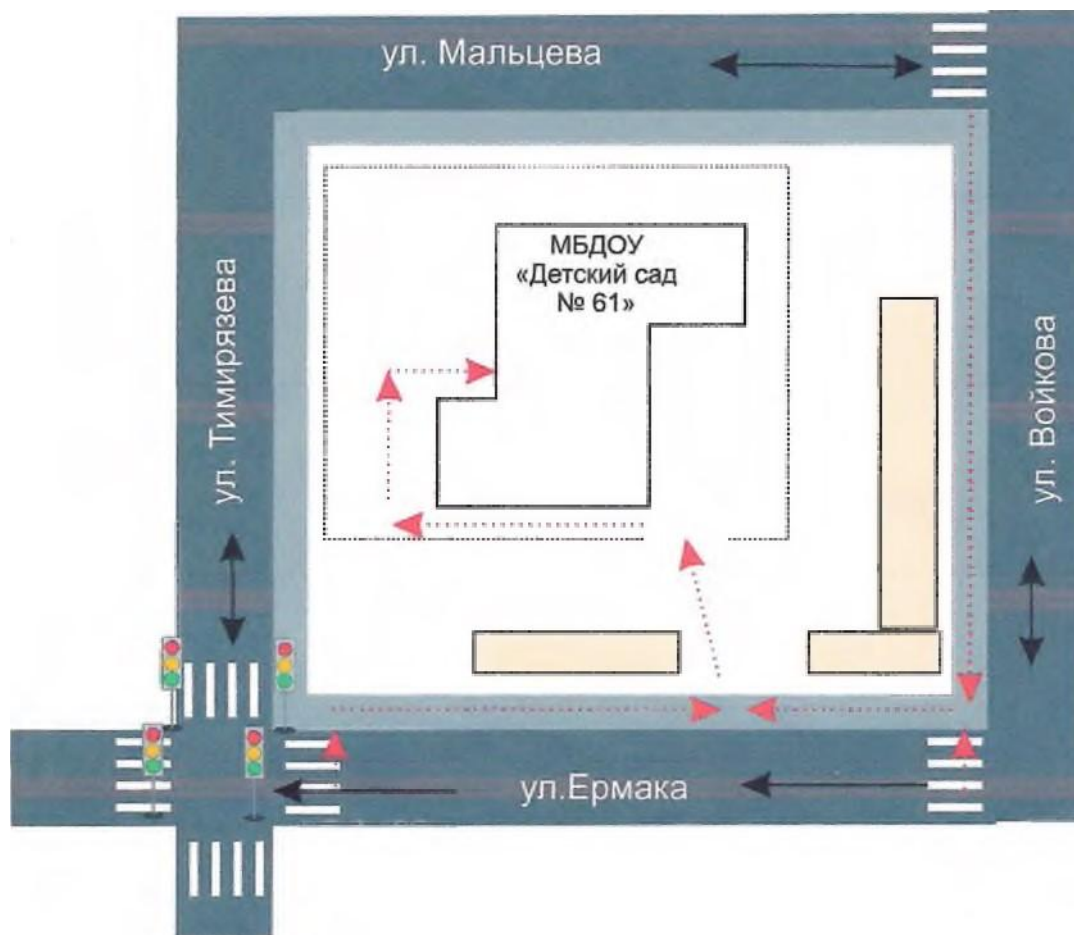 ул. Мальцева
МБДОУ
«Детский сад
№ 61»
ул. Тимирязева
ул. Войкова
ул.Ермака